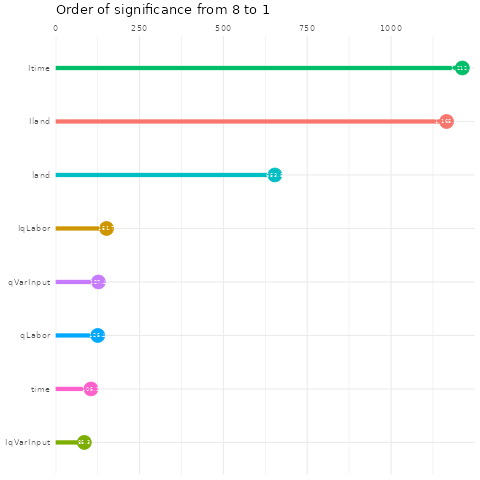 Order of significance from 8 to 1
0 250 500 750 1000
ltime
lland
land
lqLabor
qVarInput
qLabor
time
lqVarInput